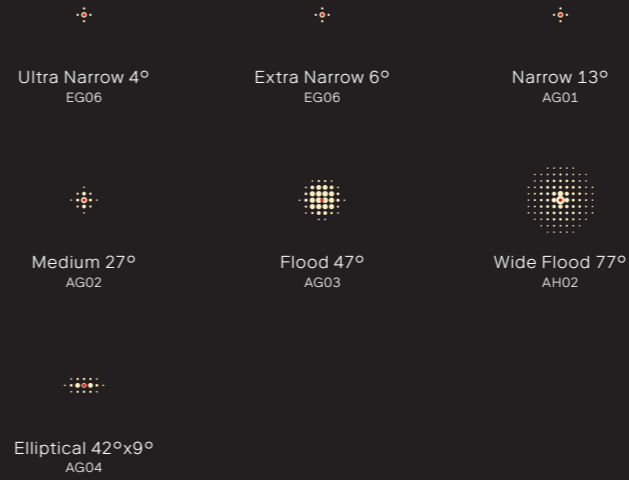 Ultra Narrow 4° Extra Narrow 6° Narrow 13°
EG06 EG06 AG01
Medium 27° Flood 47° Wide Flood 77°
AG02 AG03 AH02
Elliptical 42°x9°
AG04